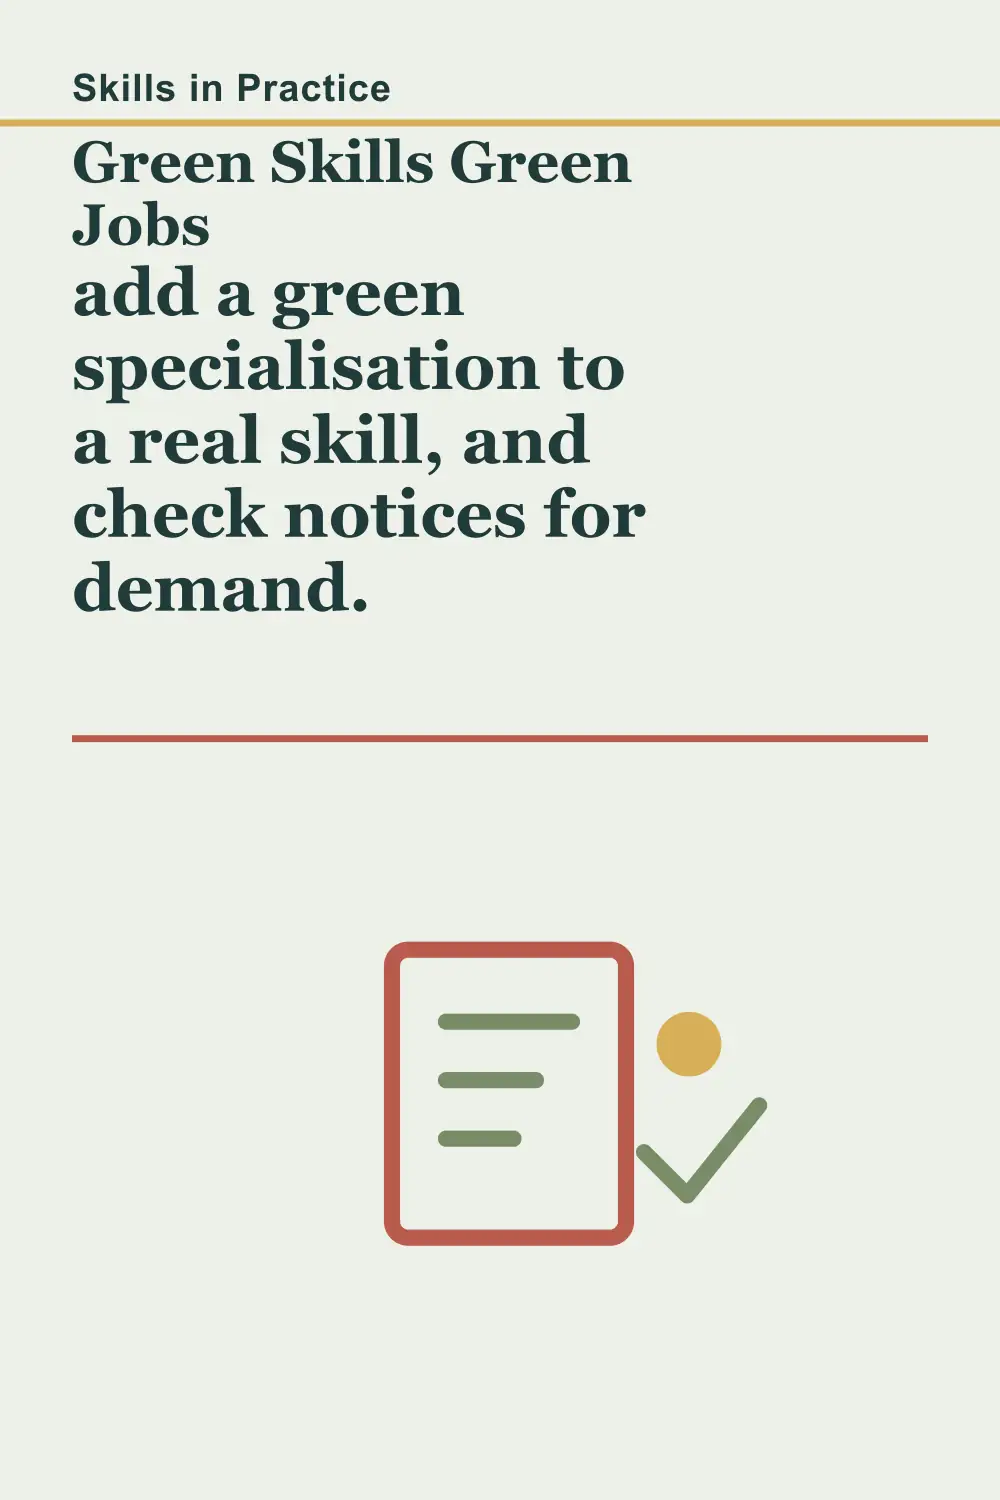 Skills in Practice
Green Skills Green
Jobs
add a green
specialisation to
a real skill, and
check notices for
demand.